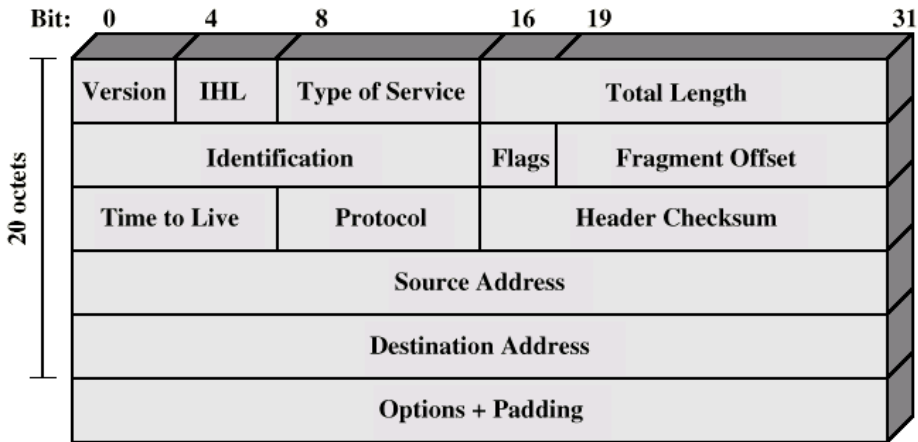 Bit: 0 4 8 16 19 31
Version IHL Type of Service Total Length
Identification Flags Fragment Offset
Time to Live Protocol Header Checksum
Source Address
Destination Address
Options + Padding
20 octets